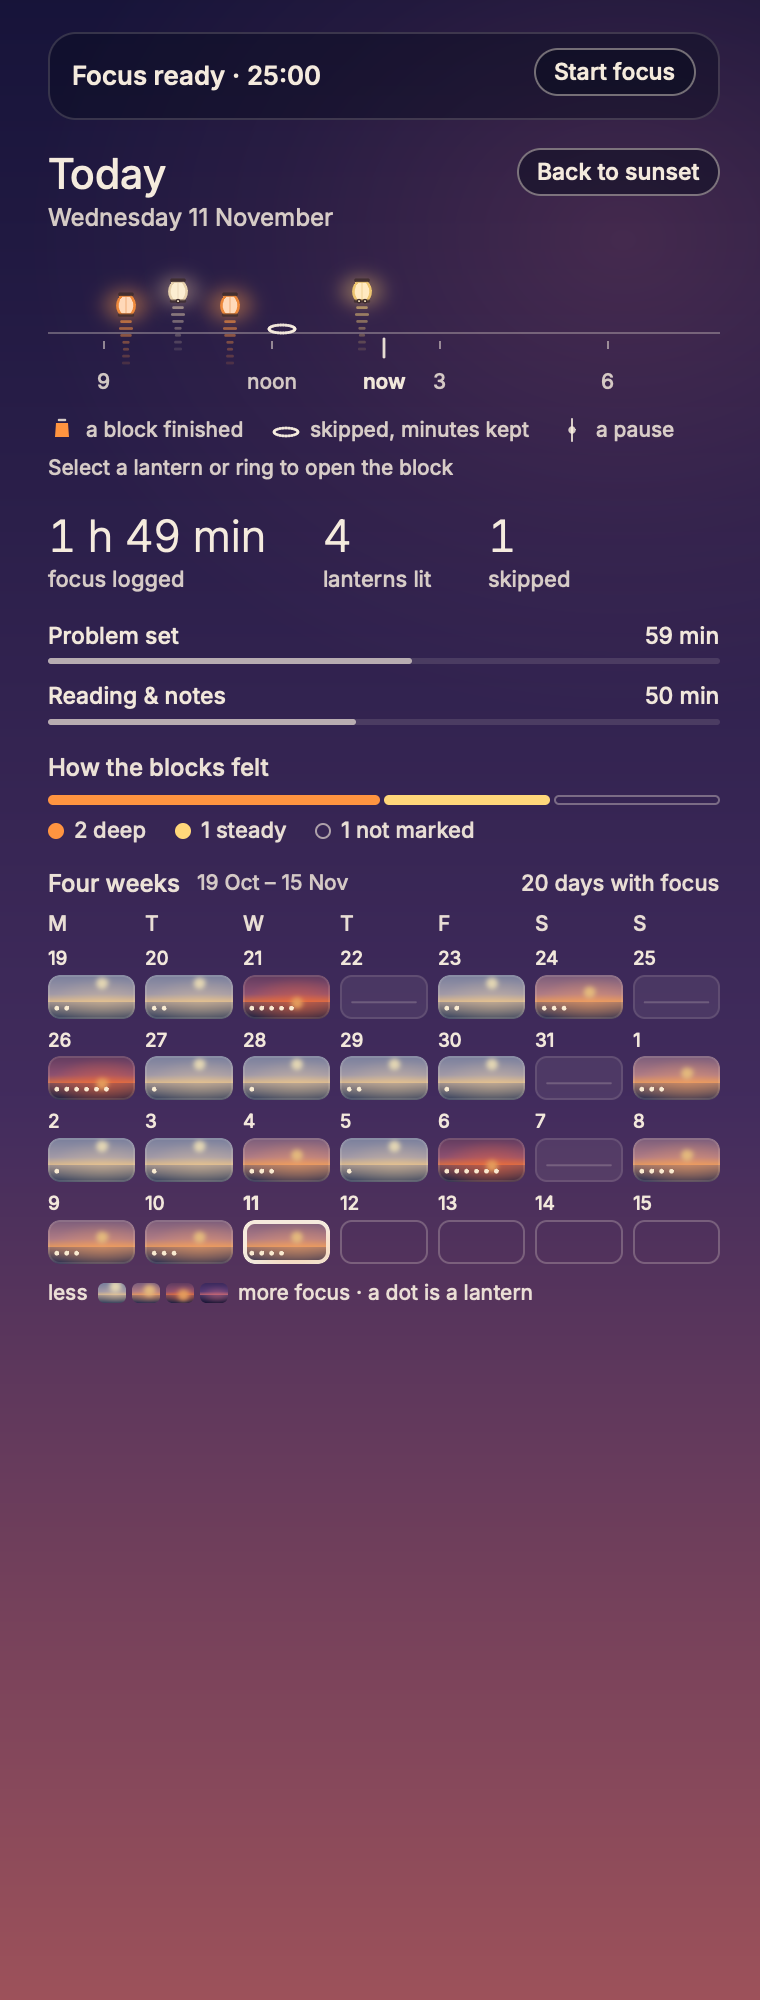 Focus ready · 25:00
Start focus
Today
Back to sunset
Wednesday 11 November
9 noon now 3 6
a block finished skipped, minutes kept a pause
Select a lantern or ring to open the block
1 h 49 min 4 1
focus logged lanterns lit skipped
Problem set 59 min
Reading & notes 50 min
How the blocks felt
2 deep 1 steady 1 not marked
Four weeks 19 Oct – 15 Nov 20 days with focus
M T W T F S S
19 20 21 22 23 24 25
26 27 28 29 30 31 1
2 3 4 5 6 7 8
9 10 11 12 13 14 15
less more focus · a dot is a lantern